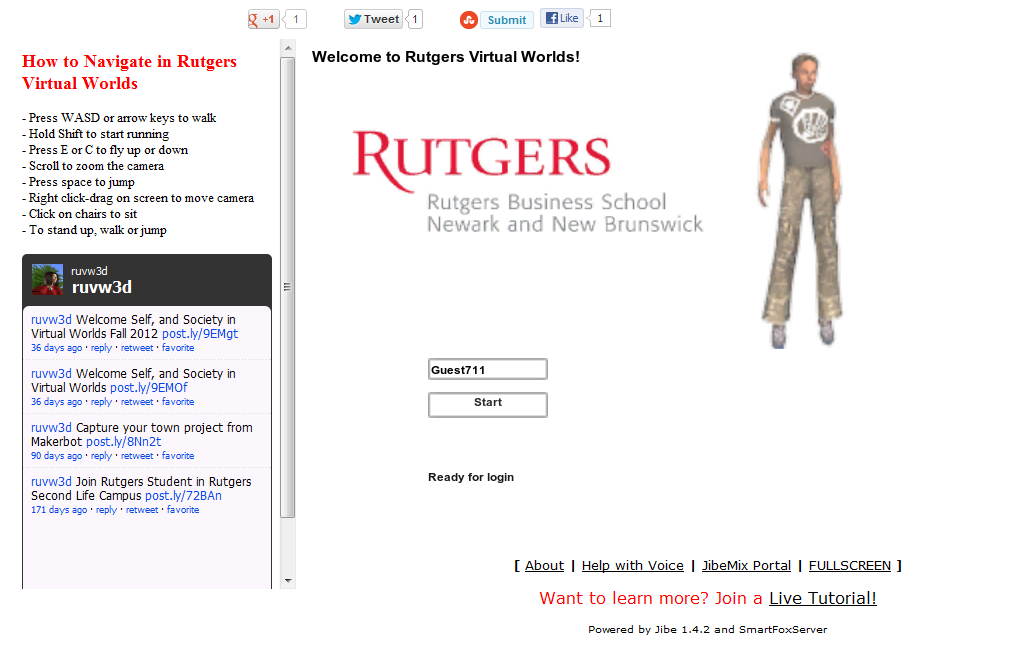 +1
1
Tweet
1
Submit
Like
1
How to Navigate in Rutgers
Virtual Worlds
- Press WASD or arrow keys to walk
- Hold Shift to start running
- Press E or C to fly up or down
- Scroll to zoom the camera
- Press space to jump
- Right click-drag on screen to move camera
- Click on chairs to sit
- To stand up, walk or jump
ruvw3d
ruvw3d
ruvw3d Welcome Self, and Society in
Virtual Worlds Fall 2012 post.ly/9EMgt
36 days ago · reply · retweet · favorite
ruvw3d Welcome Self, and Society in
Virtual Worlds post.ly/9EMOf
36 days ago · reply · retweet · favorite
ruvw3d Capture your town project from
Makerbot post.ly/8Nn2t
90 days ago · reply · retweet · favorite
ruvw3d Join Rutgers Student in Rutgers
Second Life Campus post.ly/72BAn
171 days ago · reply · retweet · favorite
Welcome to Rutgers Virtual Worlds!
RUTGERS
Rutgers Business School
Newark and New Brunswick
Guest711
Start
Ready for login
[ About | Help with Voice | JibeMix Portal | FULLSCREEN ]
Want to learn more? Join a Live Tutorial!
Powered by Jibe 1.4.2 and SmartFoxServer